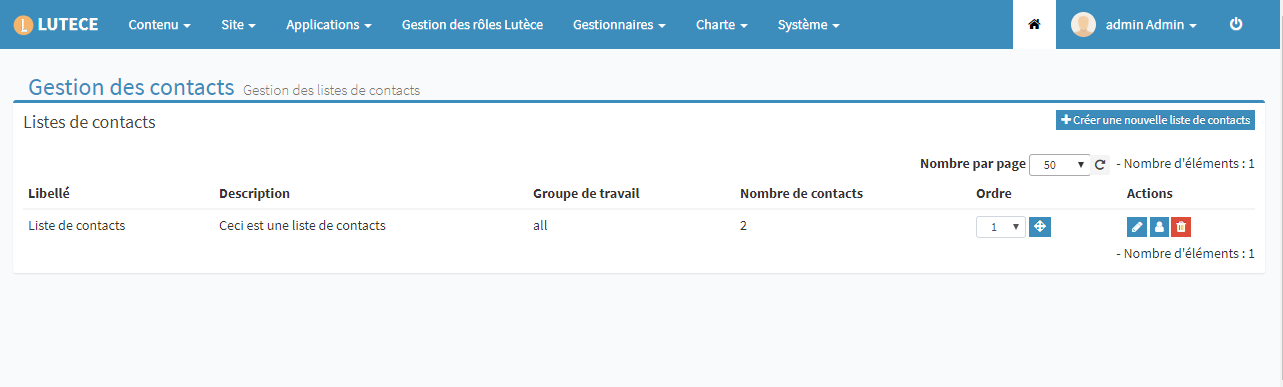 LUTECE Contenu Site Applications Gestion des rôles Lutèce Gestionnaires Charte Système admin Admin
Gestion des contacts Gestion des listes de contacts
Listes de contacts Créer une nouvelle liste de contacts
Nombre par page 50 - Nombre d'éléments : 1
Libellé Description Groupe de travail Nombre de contacts Ordre Actions
Liste de contacts Ceci est une liste de contacts all 2 1
- Nombre d'éléments : 1